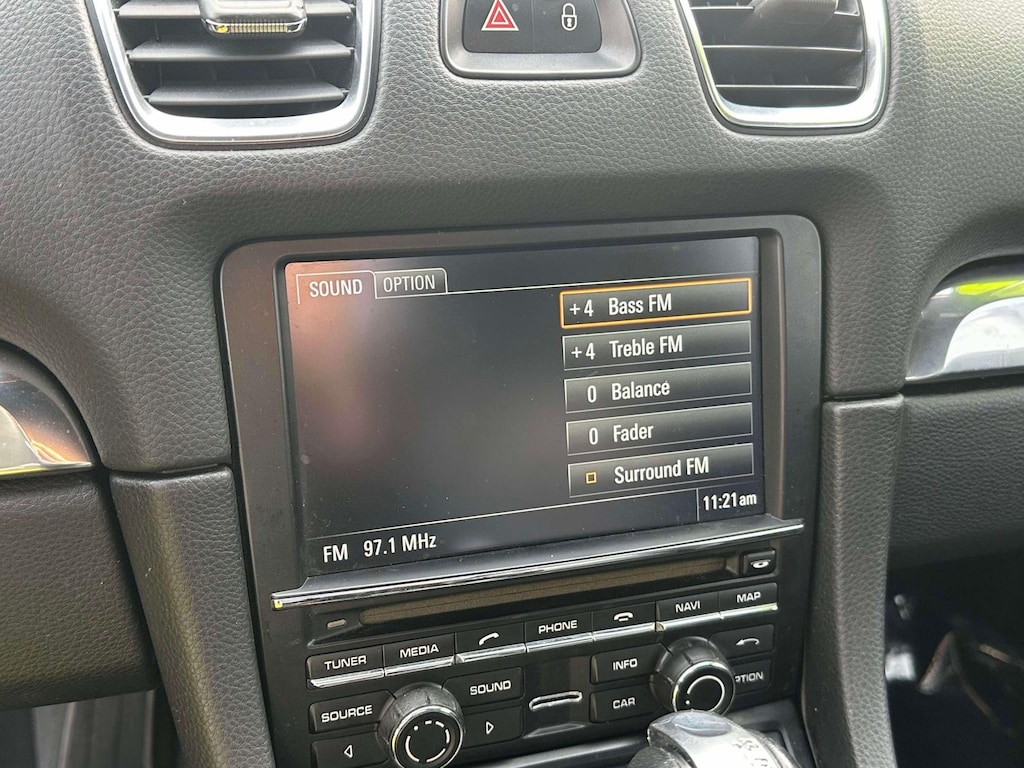 SOUND OPTION
+4 Bass FM
+4 Treble FM
0 Balance
0 Fader
Surround FM
11:21 am
FM 97.1 MHz
TUNER MEDIA PHONE NAVI MAP
SOURCE SOUND INFO
CAR PTION